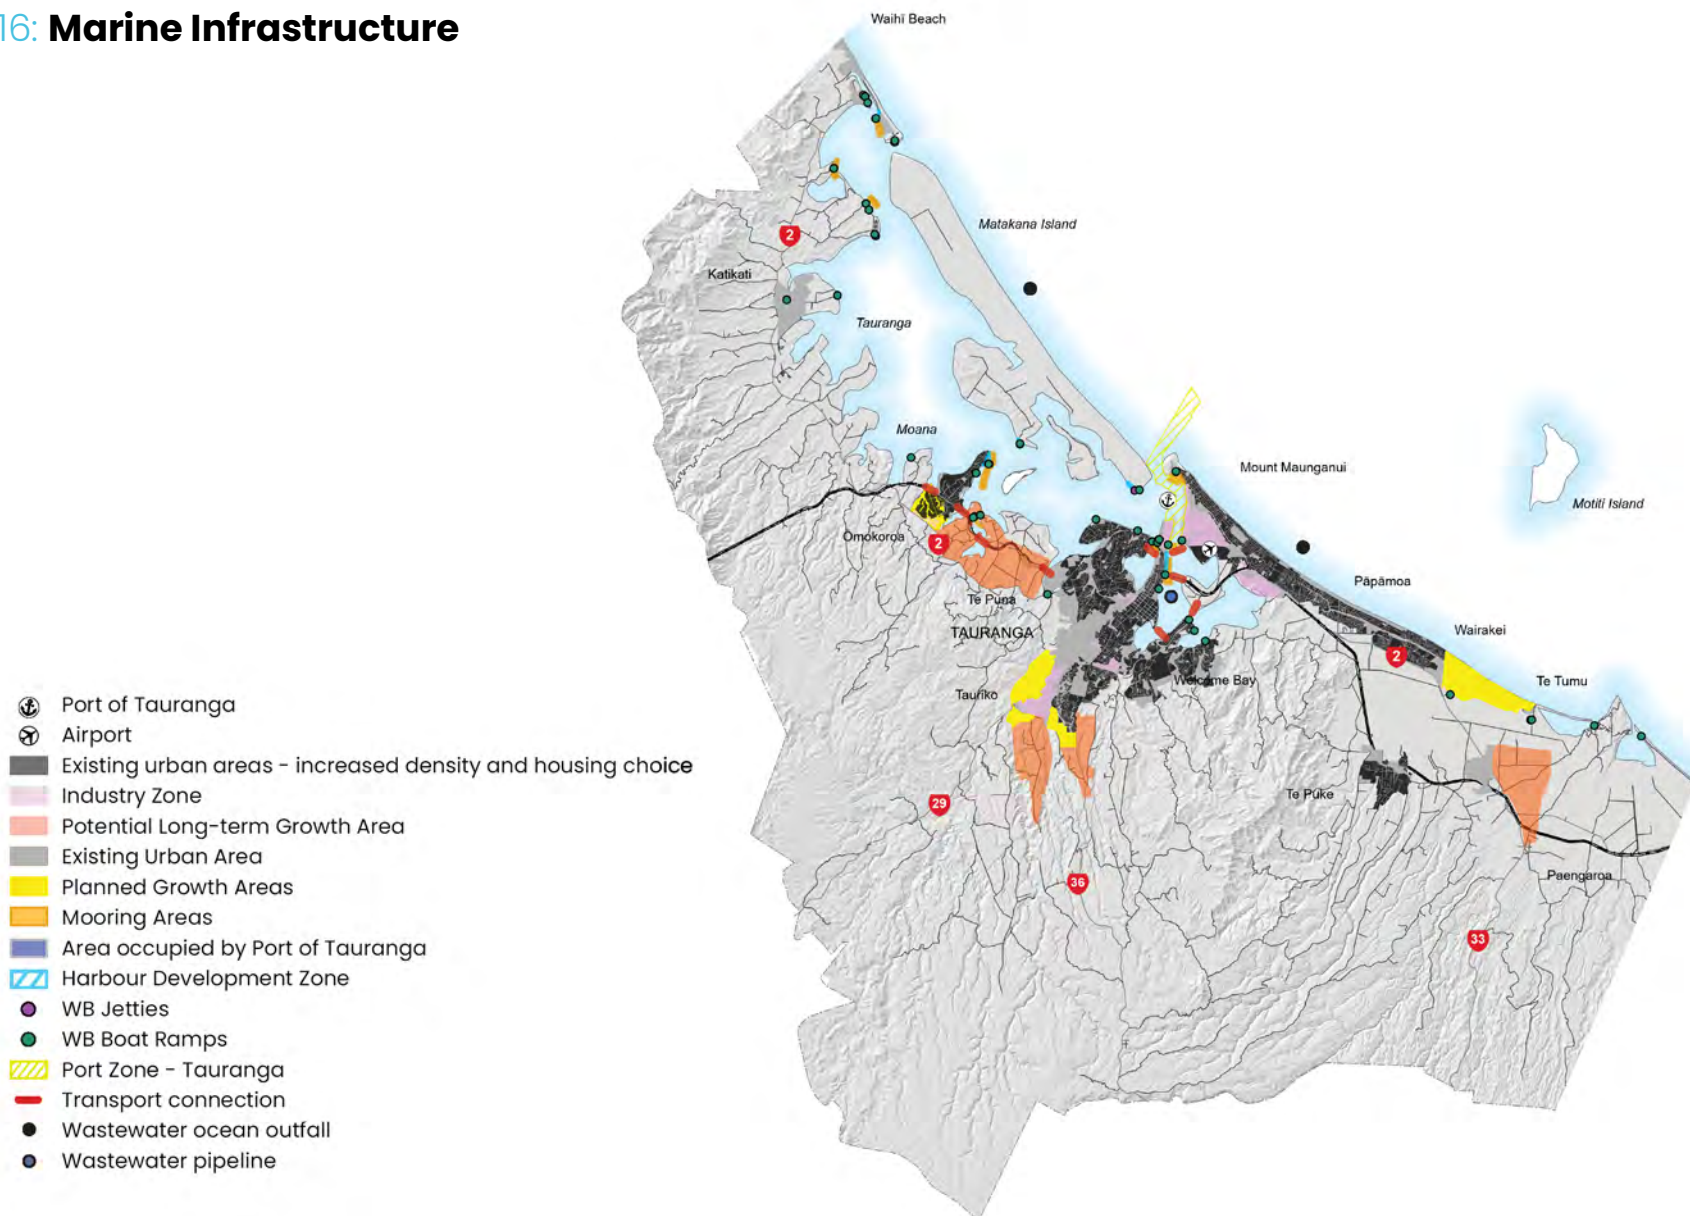 16: Marine Infrastructure
Waihī Beach
Matakana Island
2
Katikati
Tauranga
Moana
Mount Maunganui
Motiti Island
Ōmokoroa
2
Pāpāmoa
Te Puna
TAURANGA
Wairakei
2
Welcome Bay
Te Tumu
Tauriko
Te Puke
29
Paengaroa
36
33
Port of Tauranga
Airport
Existing urban areas - increased density and housing choice
Industry Zone
Potential Long-term Growth Area
Existing Urban Area
Planned Growth Areas
Mooring Areas
Area occupied by Port of Tauranga
Harbour Development Zone
WB Jetties
WB Boat Ramps
Port Zone - Tauranga
Transport connection
Wastewater ocean outfall
Wastewater pipeline